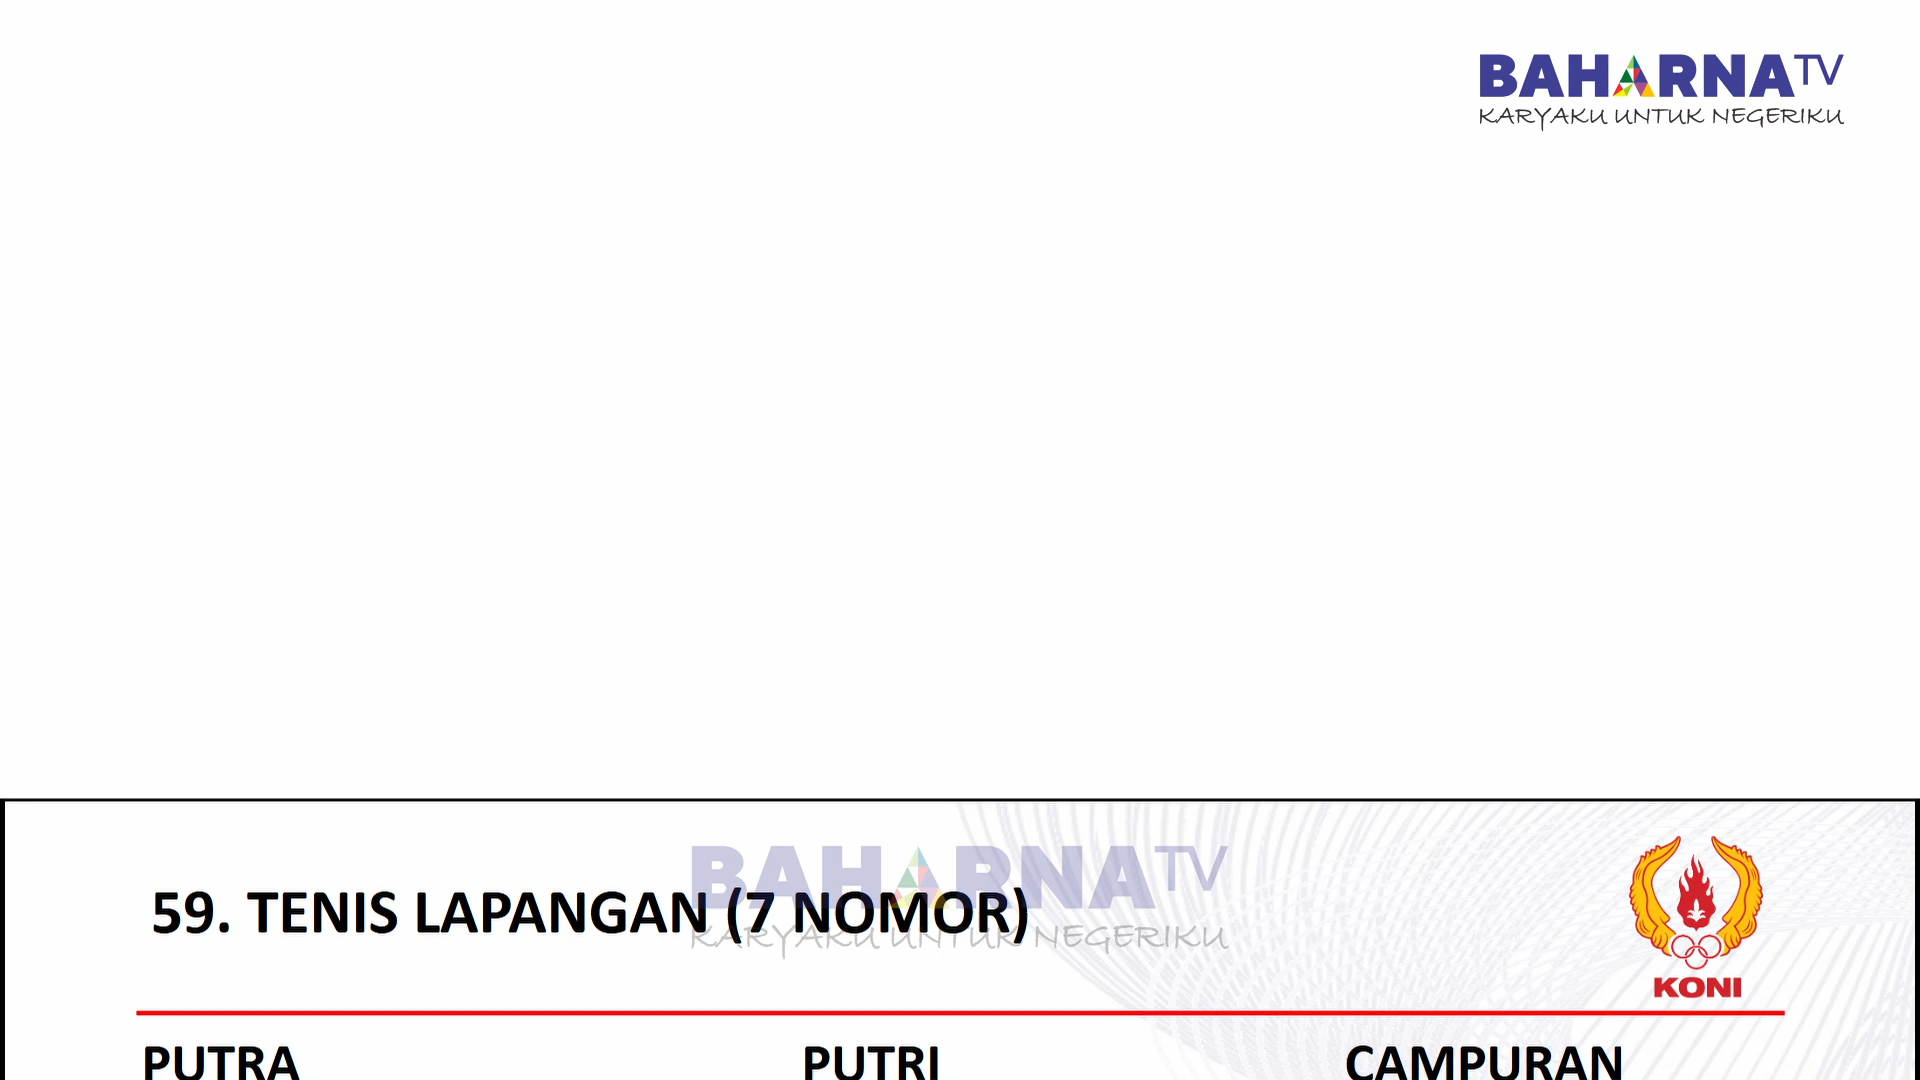 BAHARNATV
KARYAKU UNTUK NEGERIKU
BAHARNATV
59. TENIS LAPANGAN (7 NOMOR)
KARYAKU UNTUK NEGERIKU
KONI
PUTRA
PUTRI
CAMPURAN